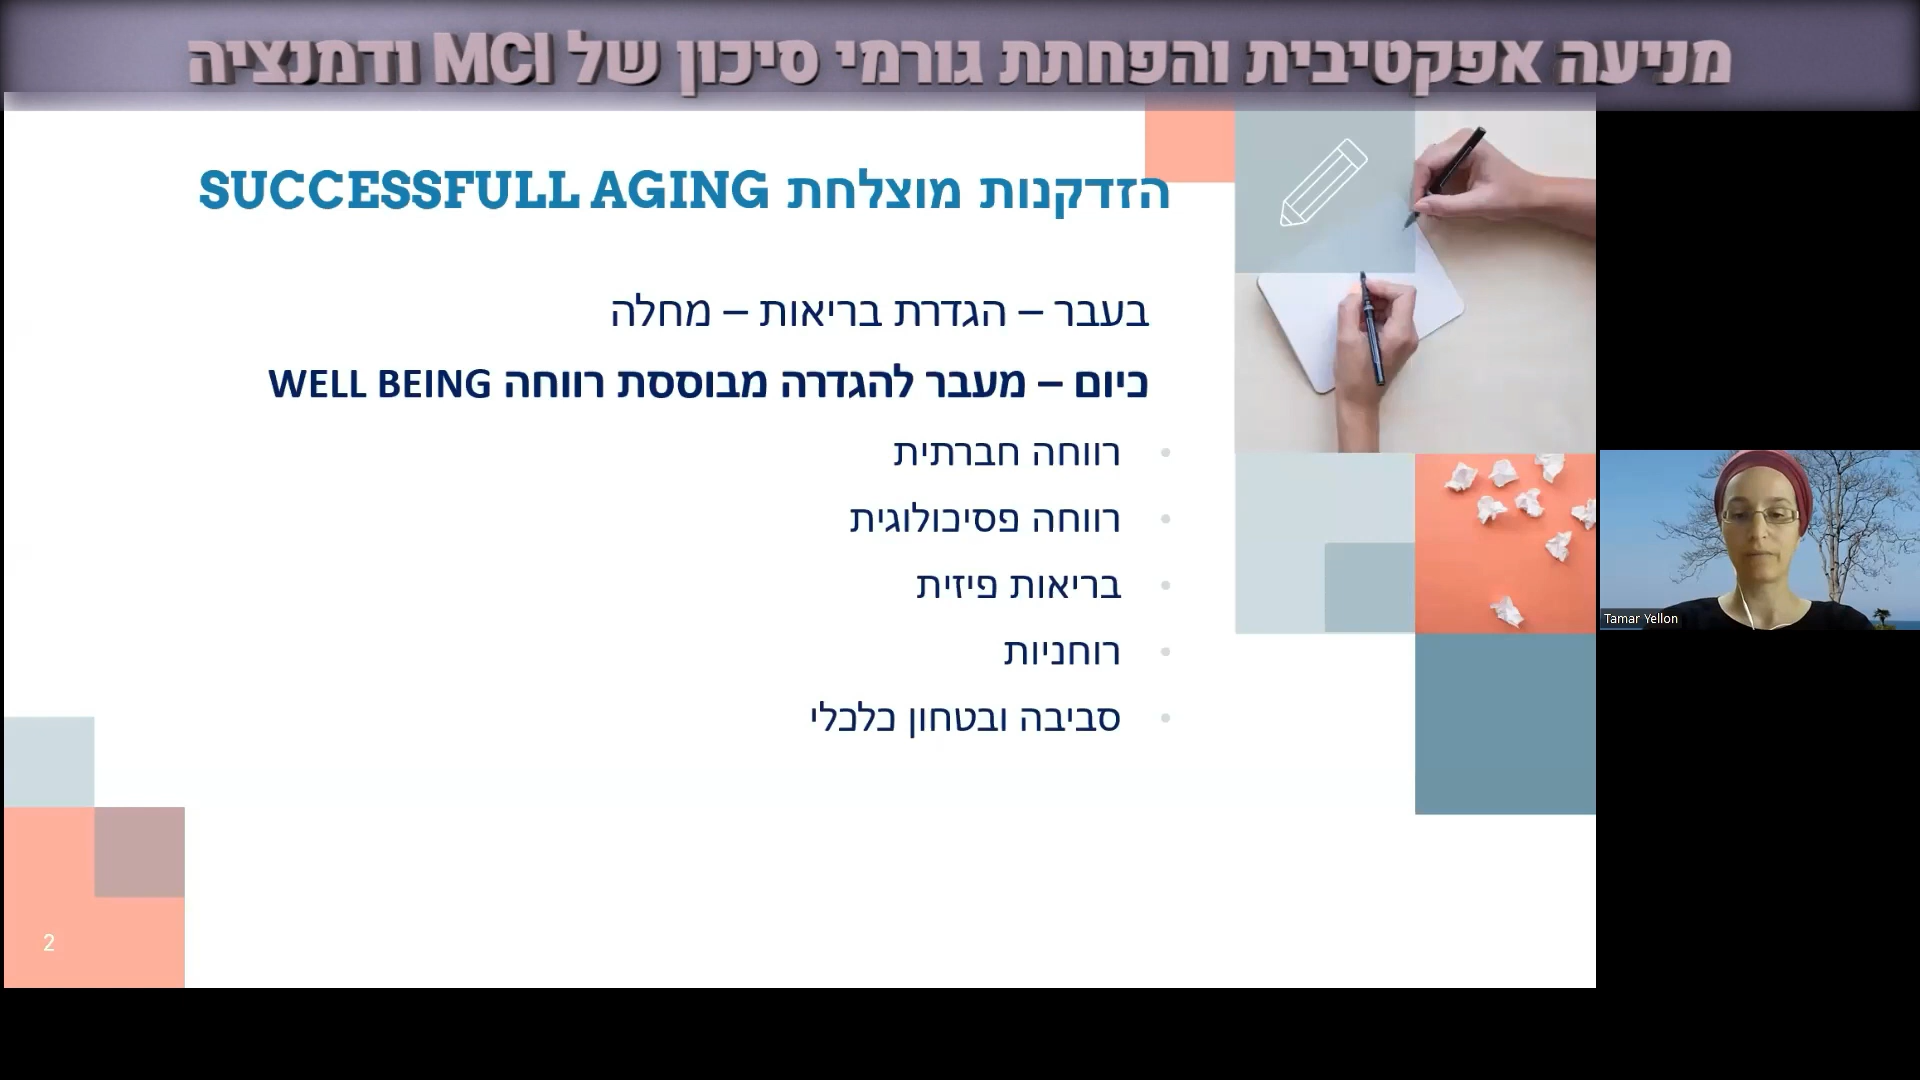 מניעה אפקטיבית והפחתת גורמי סיכון של MCI ודמנציה
הזדקנות מוצלחת SUCCESSFULL AGING
בעבר – הגדרת בריאות – מחלה
כיום – מעבר להגדרה מבוססת רווחה WELL BEING
רווחה חברתית
רווחה פסיכולוגית
בריאות פיזית
רוחניות
סביבה ובטחון כלכלי
Tamar Yellon
2